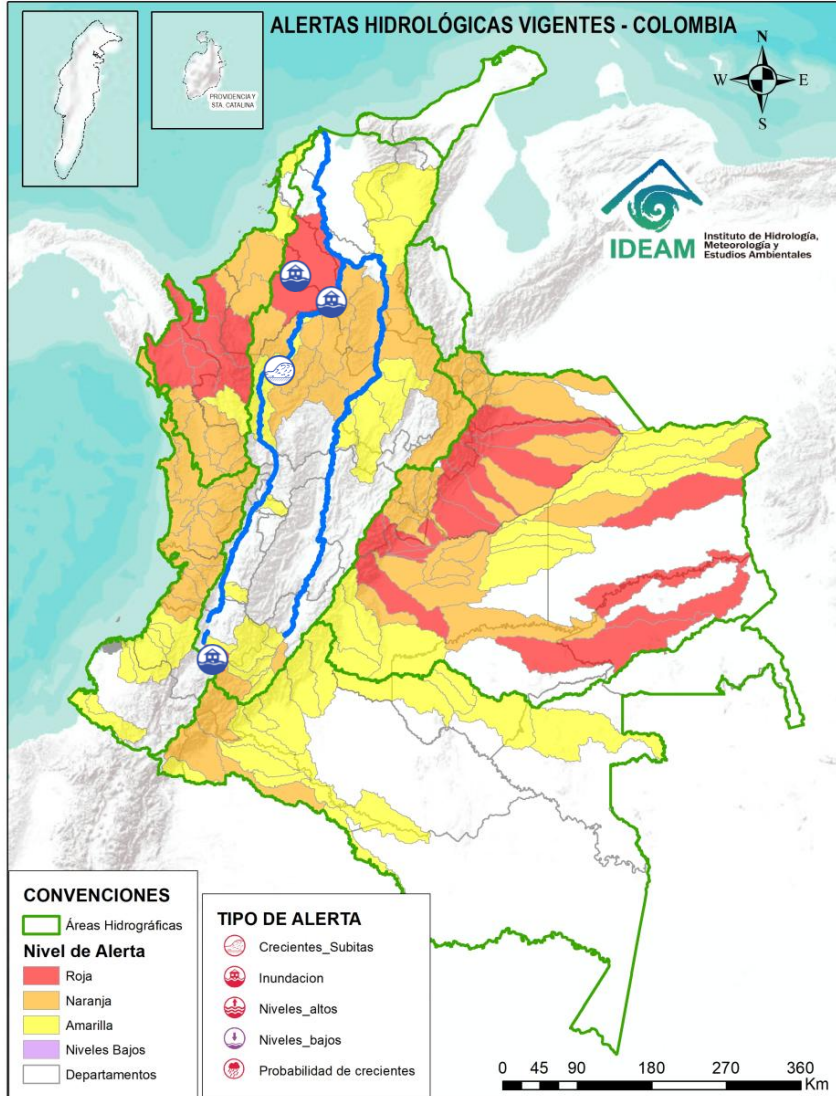 ALERTAS HIDROLÓGICAS VIGENTES - COLOMBIA
PROVIDENCIA Y
STA. CATALINA
N
W
E
S
IDEAM
Instituto de Hidrología,
Meteorología y
Estudios Ambientales
CONVENCIONES
Áreas Hidrográficas
Nivel de Alerta
Roja
Naranja
Amarilla
Niveles Bajos
Departamentos
TIPO DE ALERTA
Crecientes_Subitas
Inundacion
Niveles_altos
Niveles_bajos
Probabilidad de crecientes
0 45 90 180 270 360
Km